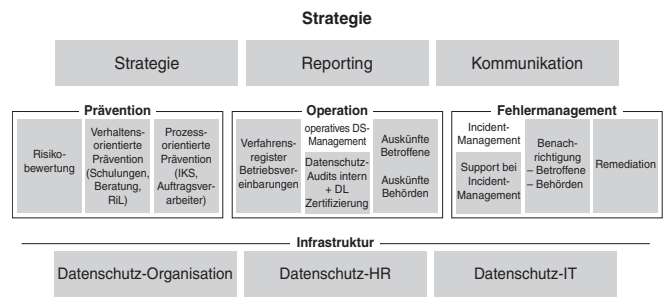 Strategie
Strategie
Reporting
Kommunikation
Prävention
Risiko-
bewertung
Verhaltens-
orientierte
Prävention
(Schulungen,
Beratung,
RiL)
Prozess-
orientierte
Prävention
(IKS,
Auftragsver-
arbeiter)
Operation
Verfahrens-
register
Betriebsver-
einbarungen
operatives DS-
Management
Datenschutz-
Audits intern
+ DL
Zertifizierung
Auskünfte
Betroffene
Auskünfte
Behörden
Fehlermanagement
Incident-
Management
Support bei
Incident-
Management
Benach-
richtigung
– Betroffene
– Behörden
Remediation
Infrastruktur
Datenschutz-Organisation
Datenschutz-HR
Datenschutz-IT